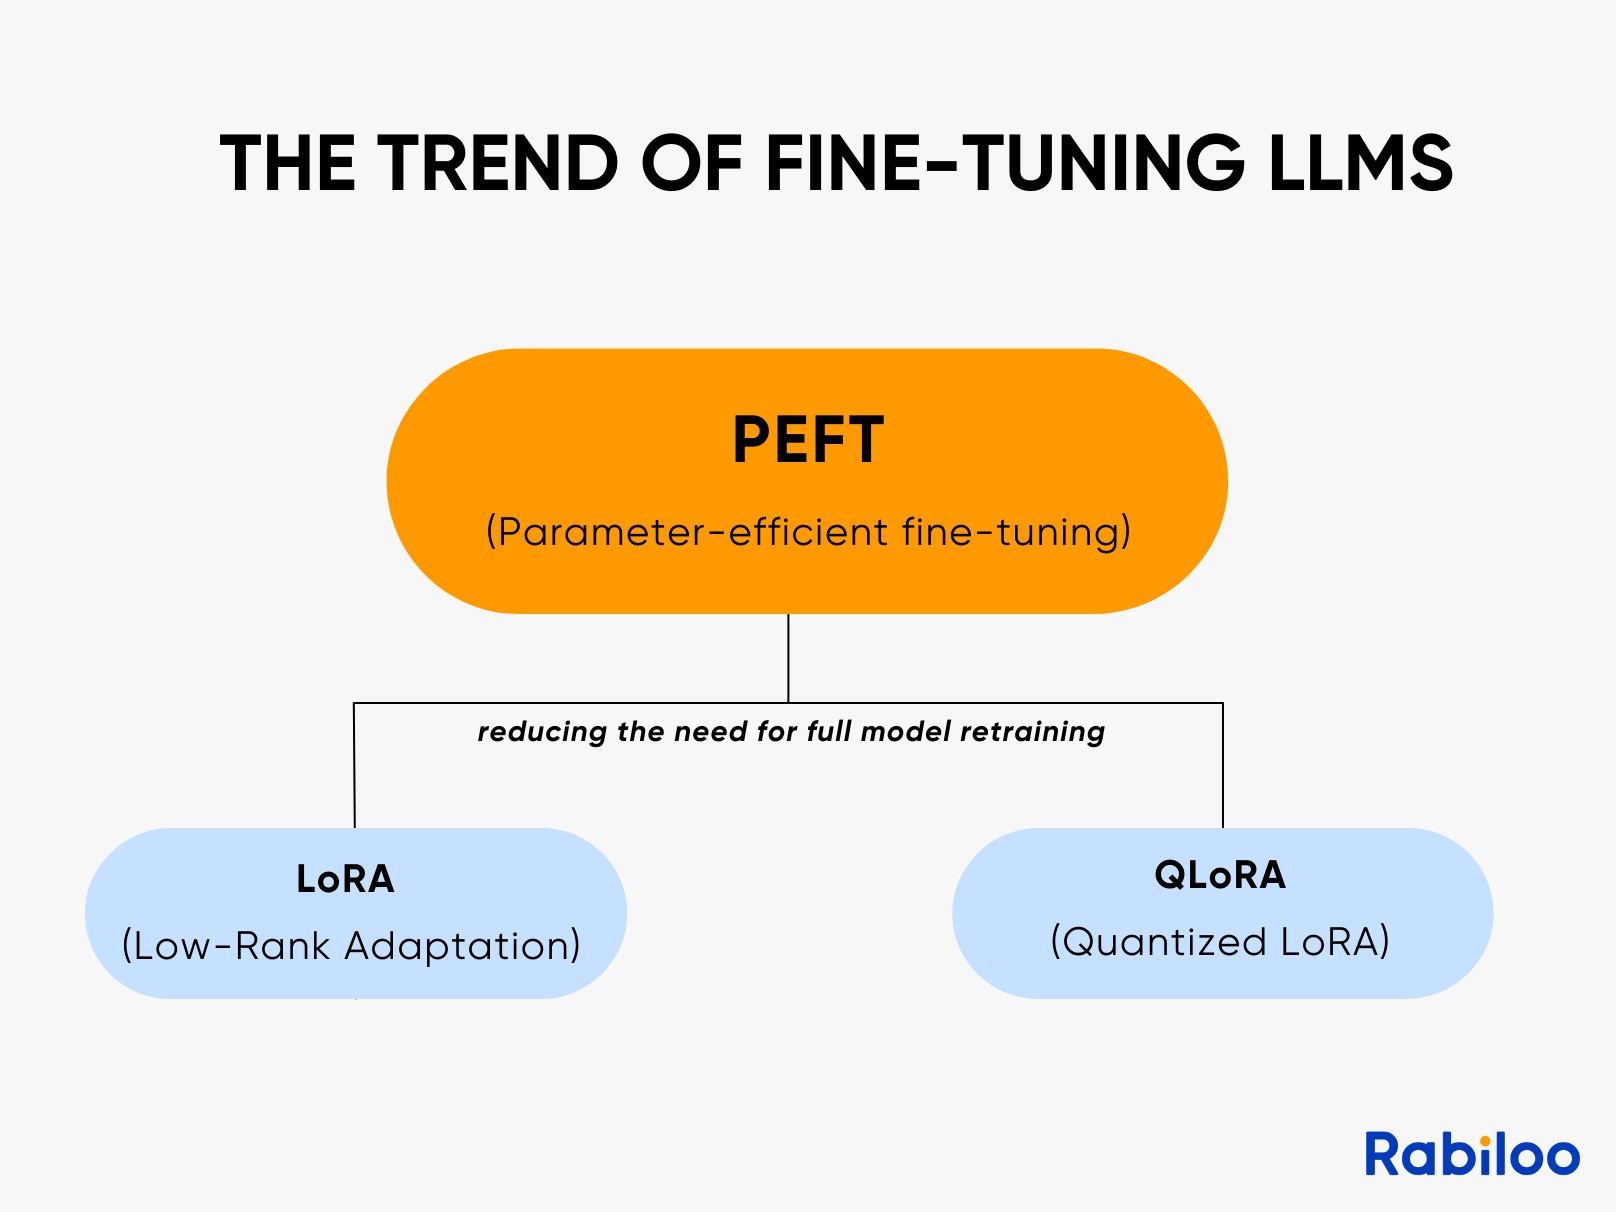 THE TREND OF FINE-TUNING LLMS
PEFT
(Parameter-efficient fine-tuning)
reducing the need for full model retraining
LoRA
(Low-Rank Adaptation)
QLoRA
(Quantized LoRA)
Rabiloo